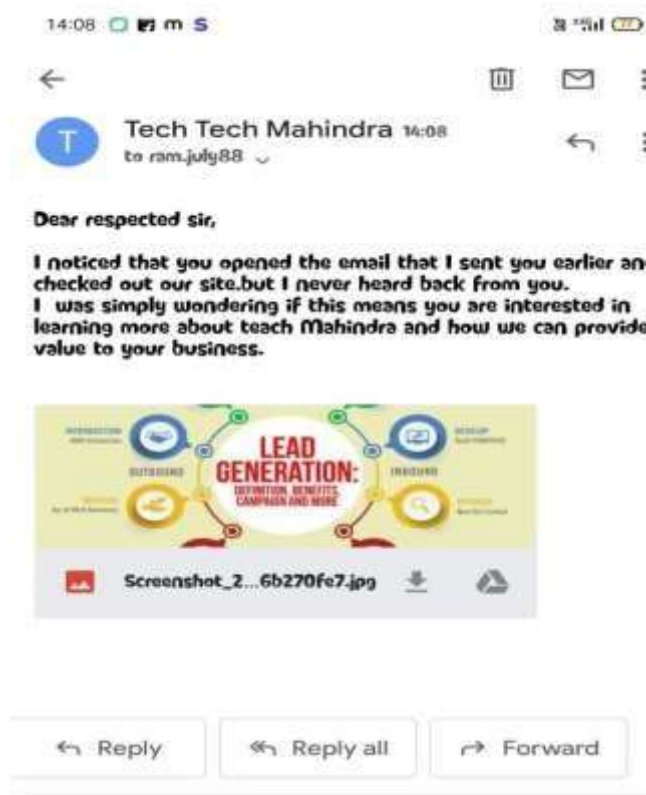 14:08 m S
T
Tech Tech Mahindra 14:08
to ram.july88
Dear respected sir,
I noticed that you opened the email that I sent you earlier an
checked out our site.but I never heard back from you.
I was simply wondering if this means you are interested in
learning more about teach Mahindra and how we can provide
value to your business.
LEAD
GENERATION:
DEFINITION, BENEFITS
CAMPAIGN AND MORE
OUTBOUND
INBOUND
Screenshot_2...6b270fe7.jpg
Reply
Reply all
Forward